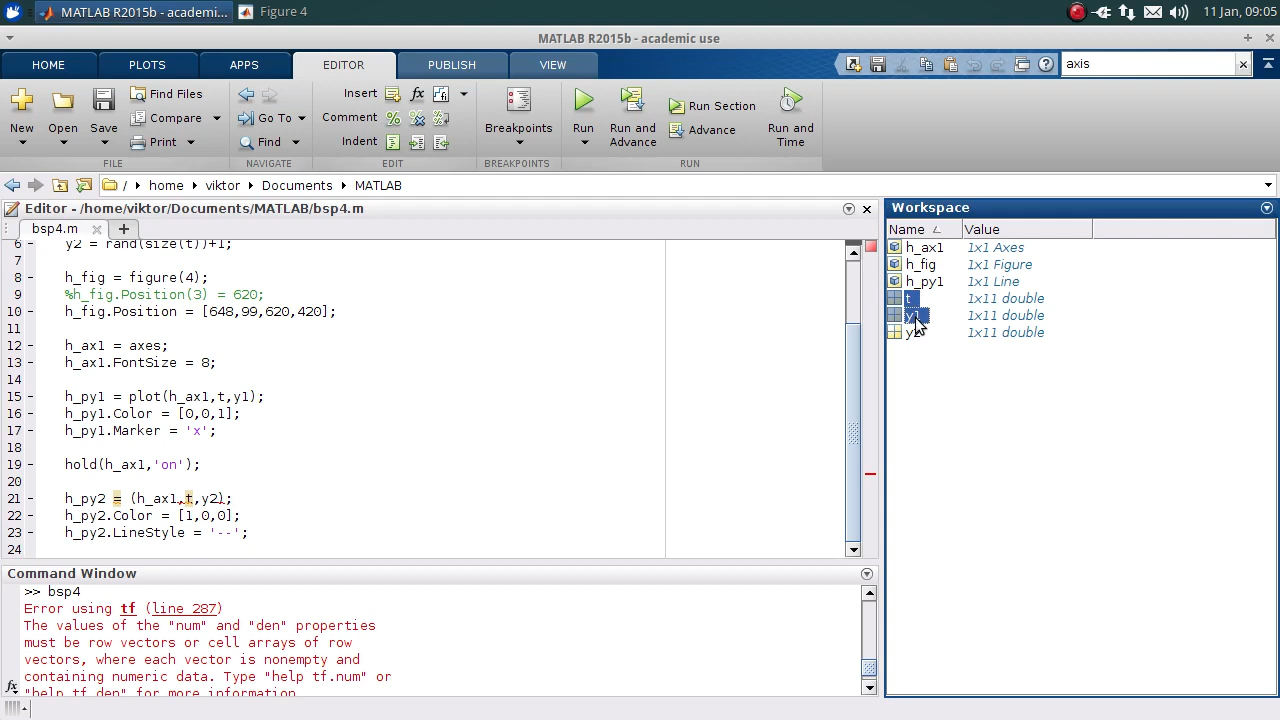 MATLAB R2015b - academi... Figure 4 11 Jan, 09:05
MATLAB R2015b - academic use
HOME PLOTS APPS EDITOR PUBLISH VIEW axis
New Open Save Find Files Compare Print
FILE
Go To Find
NAVIGATE
Insert fx
Comment
Indent
EDIT
Breakpoints
BREAKPOINTS
Run Run and Advance Run Section Advance Run and Time
RUN
/ home viktor Documents MATLAB
Editor - /home/viktor/Documents/MATLAB/bsp4.m
bsp4.m
6 - y2 = rand(size(t))+1;
7
8 - h_fig = figure(4);
9 %h_fig.Position(3) = 620;
10 - h_fig.Position = [648,99,620,420];
11
12 - h_ax1 = axes;
13 - h_ax1.FontSize = 8;
14
15 - h_py1 = plot(h_ax1,t,y1);
16 - h_py1.Color = [0,0,1];
17 - h_py1.Marker = 'x';
18
19 - hold(h_ax1,'on');
20
21 - h_py2 = (h_ax1,t,y2);
22 - h_py2.Color = [1,0,0];
23 - h_py2.LineStyle = '--';
24
Command Window
>> bsp4
Error using tf (line 287)
The values of the "num" and "den" properties
must be row vectors or cell arrays of row
vectors, where each vector is nonempty and
containing numeric data. Type "help tf.num" or
"help tf.den" for more information.
fx
Workspace
Name Value
h_ax1 1x1 Axes
h_fig 1x1 Figure
h_py1 1x1 Line
t 1x11 double
y1 1x11 double
y2 1x11 double